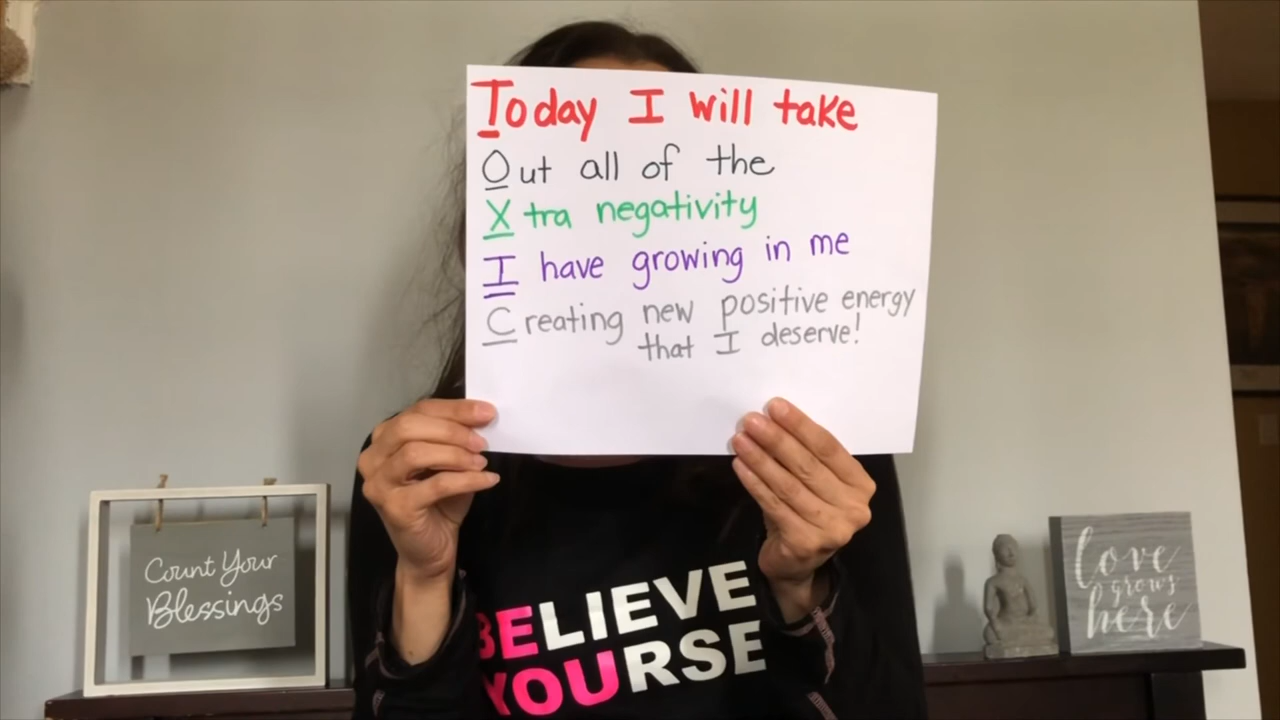 Today I will take
Out all of the
Xtra negativity
I have growing in me
Creating new positive energy
that I deserve!
Count Your
Blessings
BELIEVE
YOURSE
love
grows
here